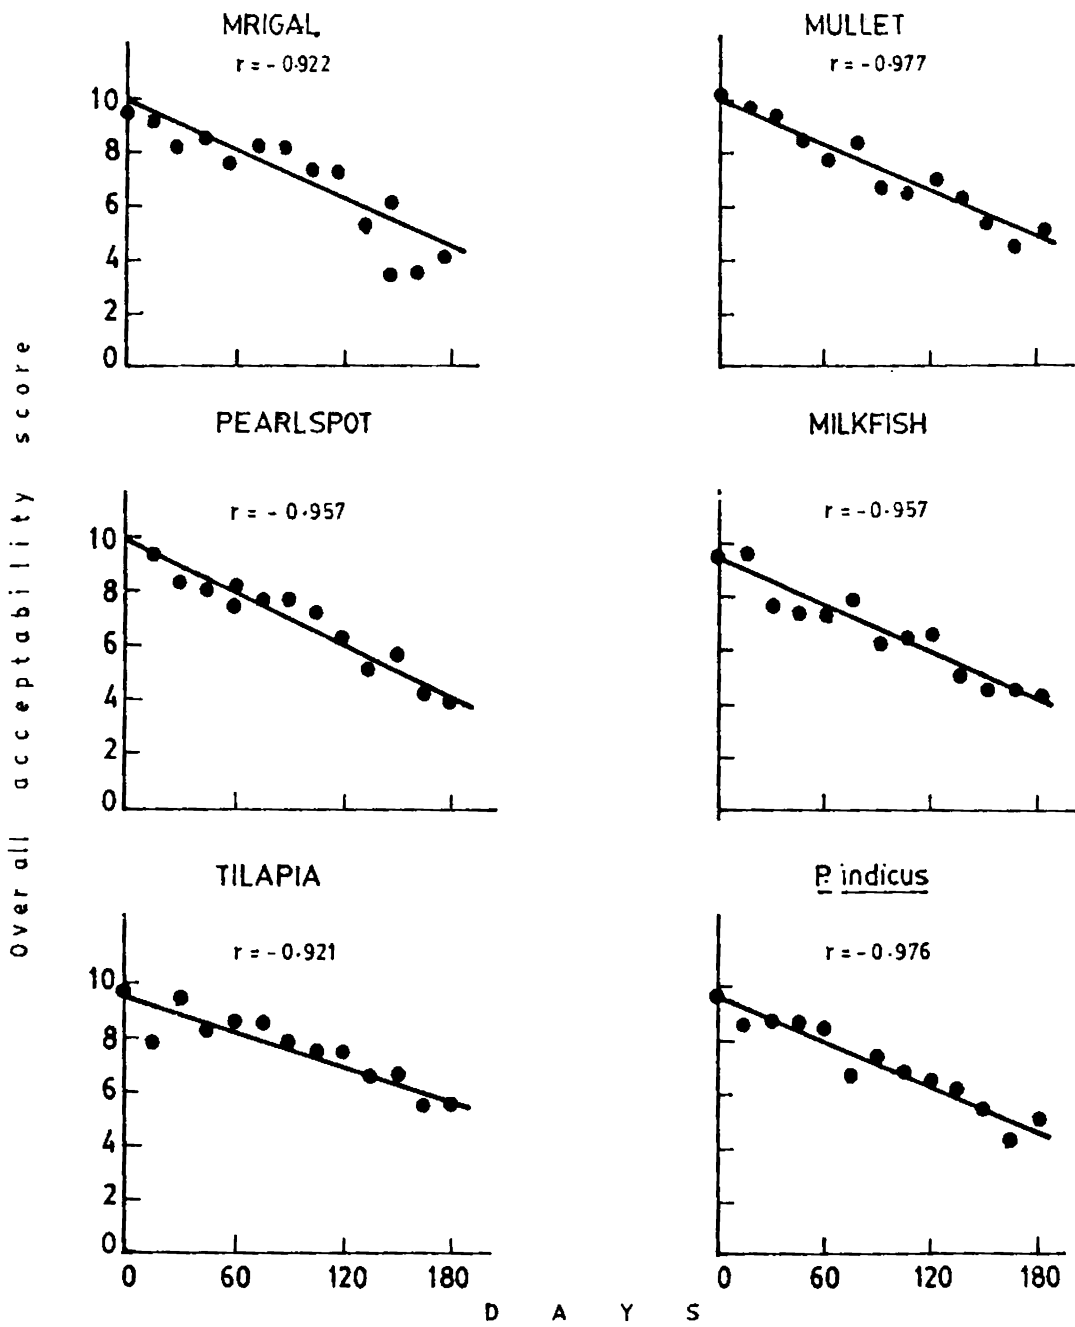 MRIGAL
r = - 0.922
10
8
6
4
2
0
MULLET
r = - 0.977
PEARLSPOT
r = - 0.957
10
8
6
4
2
0
MILKFISH
r = - 0.957
TILAPIA
r = - 0.921
10
8
6
4
2
0
0 60 120 180
P. indicus
r = - 0.976
0 60 120 180
Over all acceptability score
DAYS